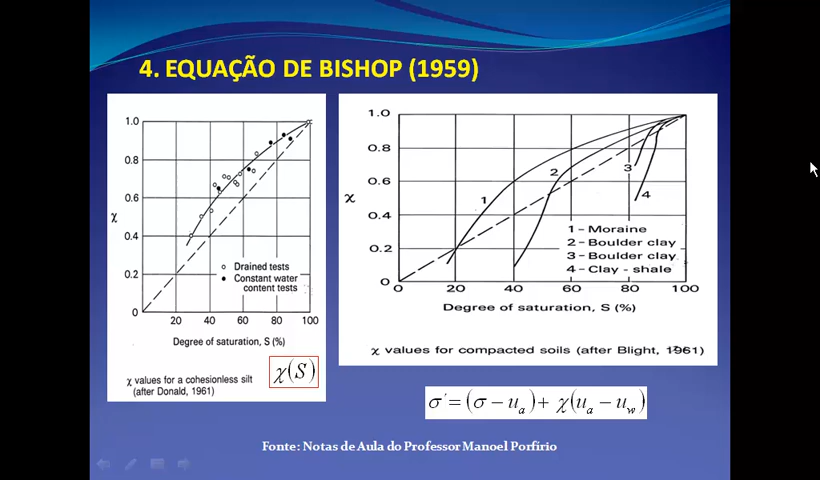 4. EQUAÇÃO DE BISHOP (1959)
1.0
0.8
0.6
0.4
0.2
0
χ
20 40 60 80 100
Degree of saturation, S (%)
Drained tests
Constant water
content tests
χ values for a cohesionless silt
(after Donald, 1961)
χ(S)
1.0
0.8
0.6
0.4
0.2
0
χ
1
2
3
4
1 - Moraine
2 - Boulder clay
3 - Boulder clay
4 - Clay - shale
0 20 40 60 80 100
Degree of saturation, S (%)
χ values for compacted soils (after Blight, 1961)
σ'=(σ−uₐ)+ χ(uₐ−u_w)
Fonte: Notas de Aula do Professor Manoel Porfírio